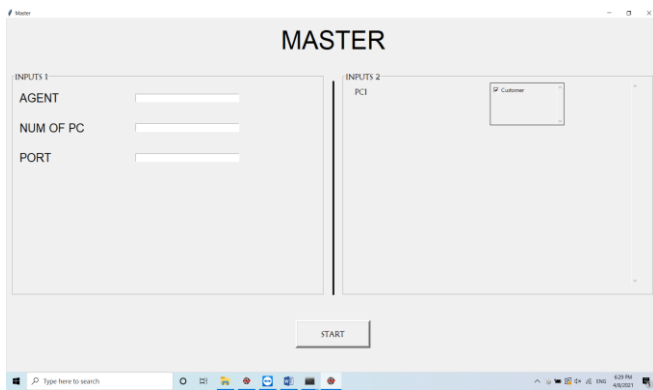 Master
MASTER
INPUTS 1
AGENT
NUM OF PC
PORT
INPUTS 2
PC1
Customer
START
Type here to search
ENG
6:29 PM
4/8/2021